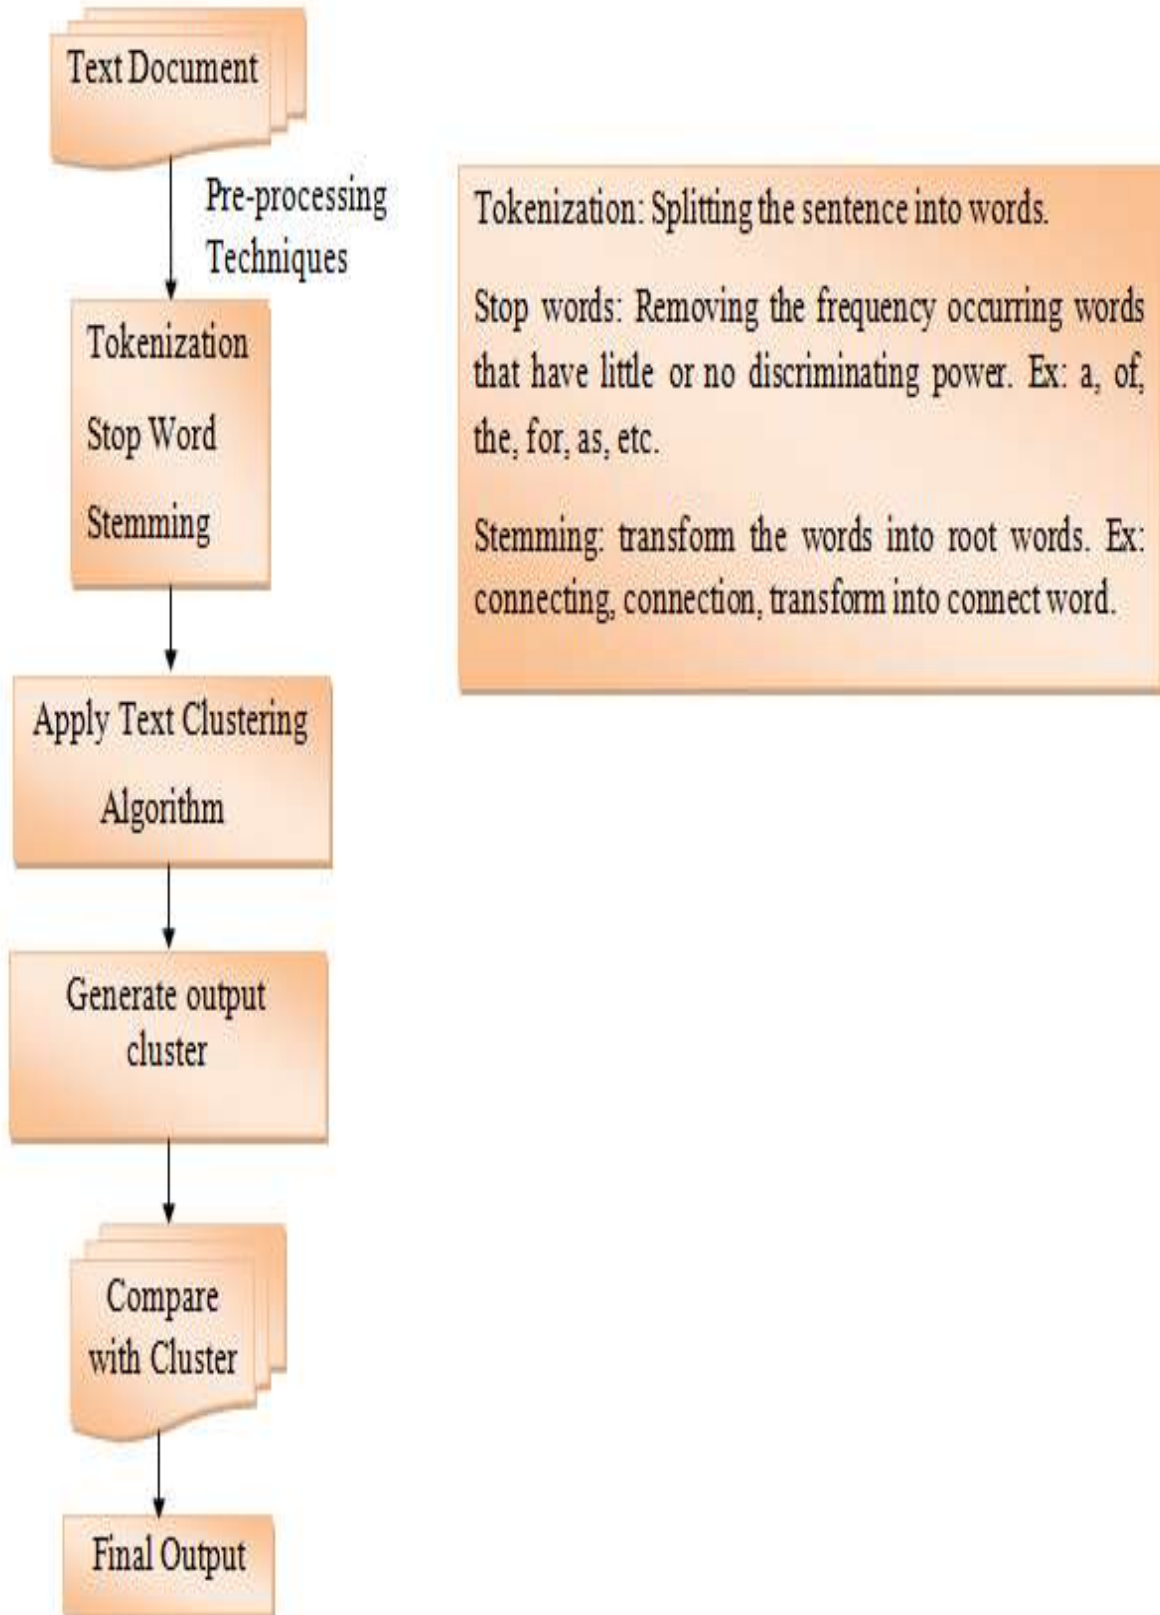 Text Document
Pre-processing
Techniques
Tokenization
Stop Word
Stemming
Apply Text Clustering
Algorithm
Generate output
cluster
Compare
with Cluster
Final Output
Tokenization: Splitting the sentence into words.
Stop words: Removing the frequency occurring words
that have little or no discriminating power. Ex: a, of,
the, for, as, etc.
Stemming: transform the words into root words. Ex:
connecting, connection, transform into connect word.